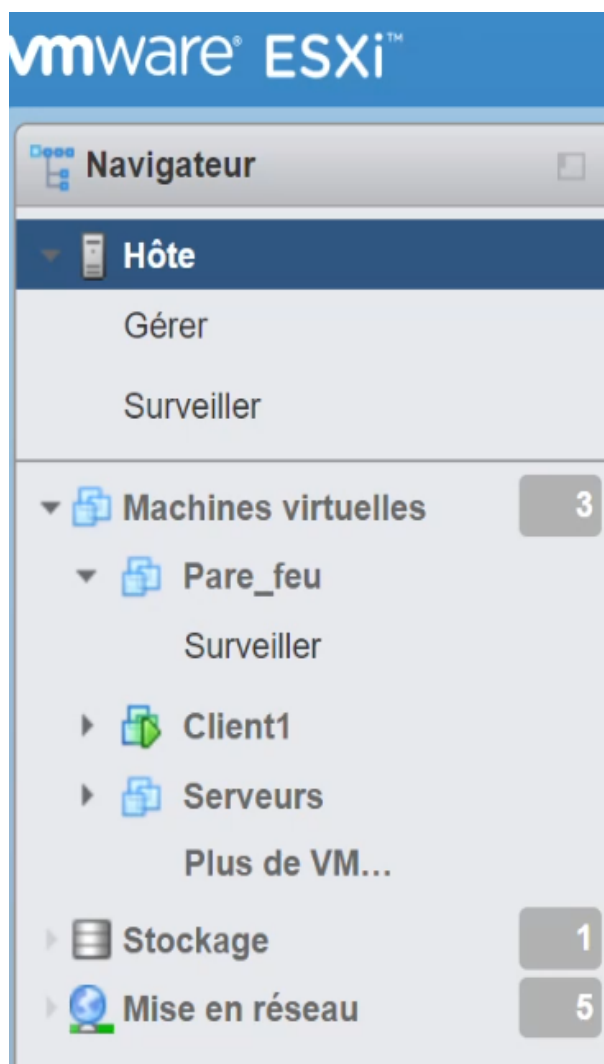 vmware® ESXi™
Navigateur
Hôte
Gérer
Surveiller
Machines virtuelles 3
Pare_feu
Surveiller
Client1
Serveurs
Plus de VM...
Stockage 1
Mise en réseau 5